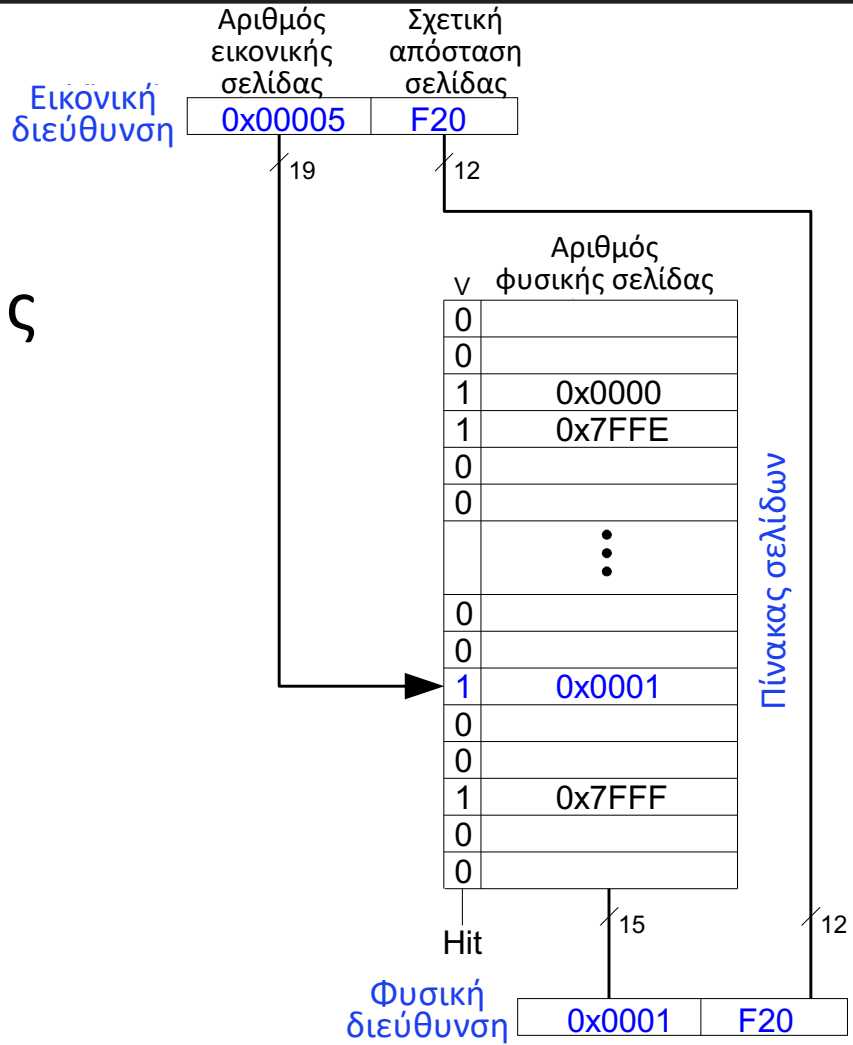 Αριθμός
εικονικής
σελίδας
Σχετική
απόσταση
σελίδας
Εικονική
διεύθυνση
0x00005 F20
19 12
ς
Αριθμός
φυσικής σελίδας
V
0
0
1 0x0000
1 0x7FFE
0
0
0
0
1 0x0001
0
0
1 0x7FFF
0
0
Πίνακας σελίδων
15 12
Hit
Φυσική
διεύθυνση
0x0001 F20